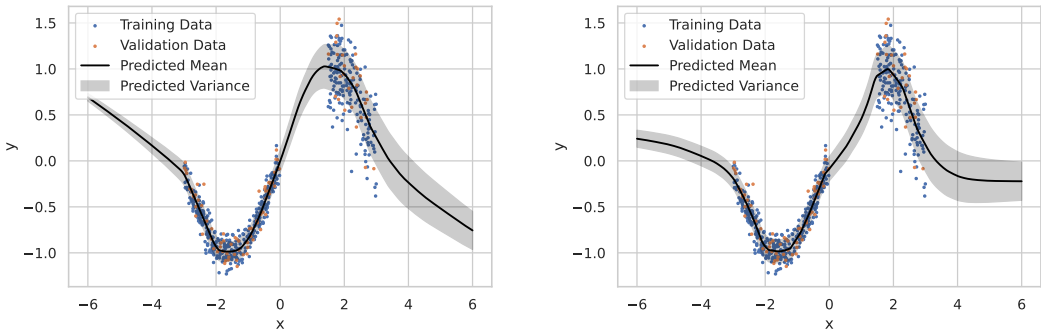 1.5
1.0
0.5
0.0
−0.5
−1.0
y
Training Data
Validation Data
Predicted Mean
Predicted Variance
−6 −4 −2 0 2 4 6
x
1.5
1.0
0.5
0.0
−0.5
−1.0
y
Training Data
Validation Data
Predicted Mean
Predicted Variance
−6 −4 −2 0 2 4 6
x